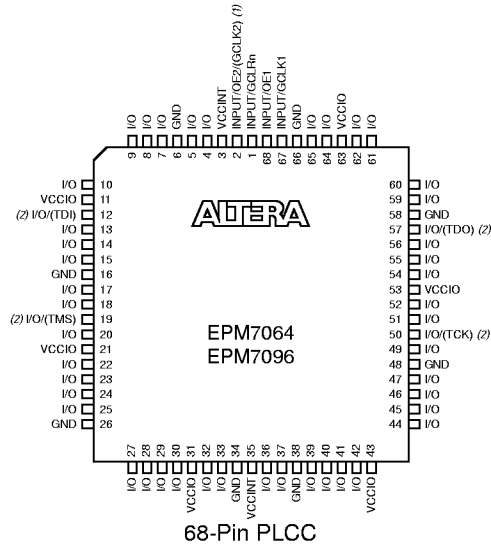 I/O I/O I/O GND I/O I/O VCCINT INPUT/OE2/(GCLK2) (1) INPUT/GCLRn INPUT/OE1 INPUT/GCLK1 GND I/O I/O VCCIO I/O I/O
9 8 7 6 5 4 3 2 1 68 67 66 65 64 63 62 61
I/O 10 60 I/O
VCCIO 11 59 I/O
(2) I/O/(TDI) 12 58 GND
I/O 13 57 I/O/(TDO) (2)
I/O 14 56 I/O
I/O 15 55 I/O
GND 16 54 I/O
I/O 17 53 VCCIO
I/O 18 52 I/O
(2) I/O/(TMS) 19 51 I/O
I/O 20 50 I/O/(TCK) (2)
VCCIO 21 49 I/O
I/O 22 48 GND
I/O 23 47 I/O
I/O 24 46 I/O
I/O 25 45 I/O
GND 26 44 I/O
ALTERA
EPM7064
EPM7096
27 28 29 30 31 32 33 34 35 36 37 38 39 40 41 42 43
I/O I/O I/O I/O VCCIO I/O I/O GND VCCINT I/O I/O GND I/O I/O I/O I/O VCCIO
68-Pin PLCC